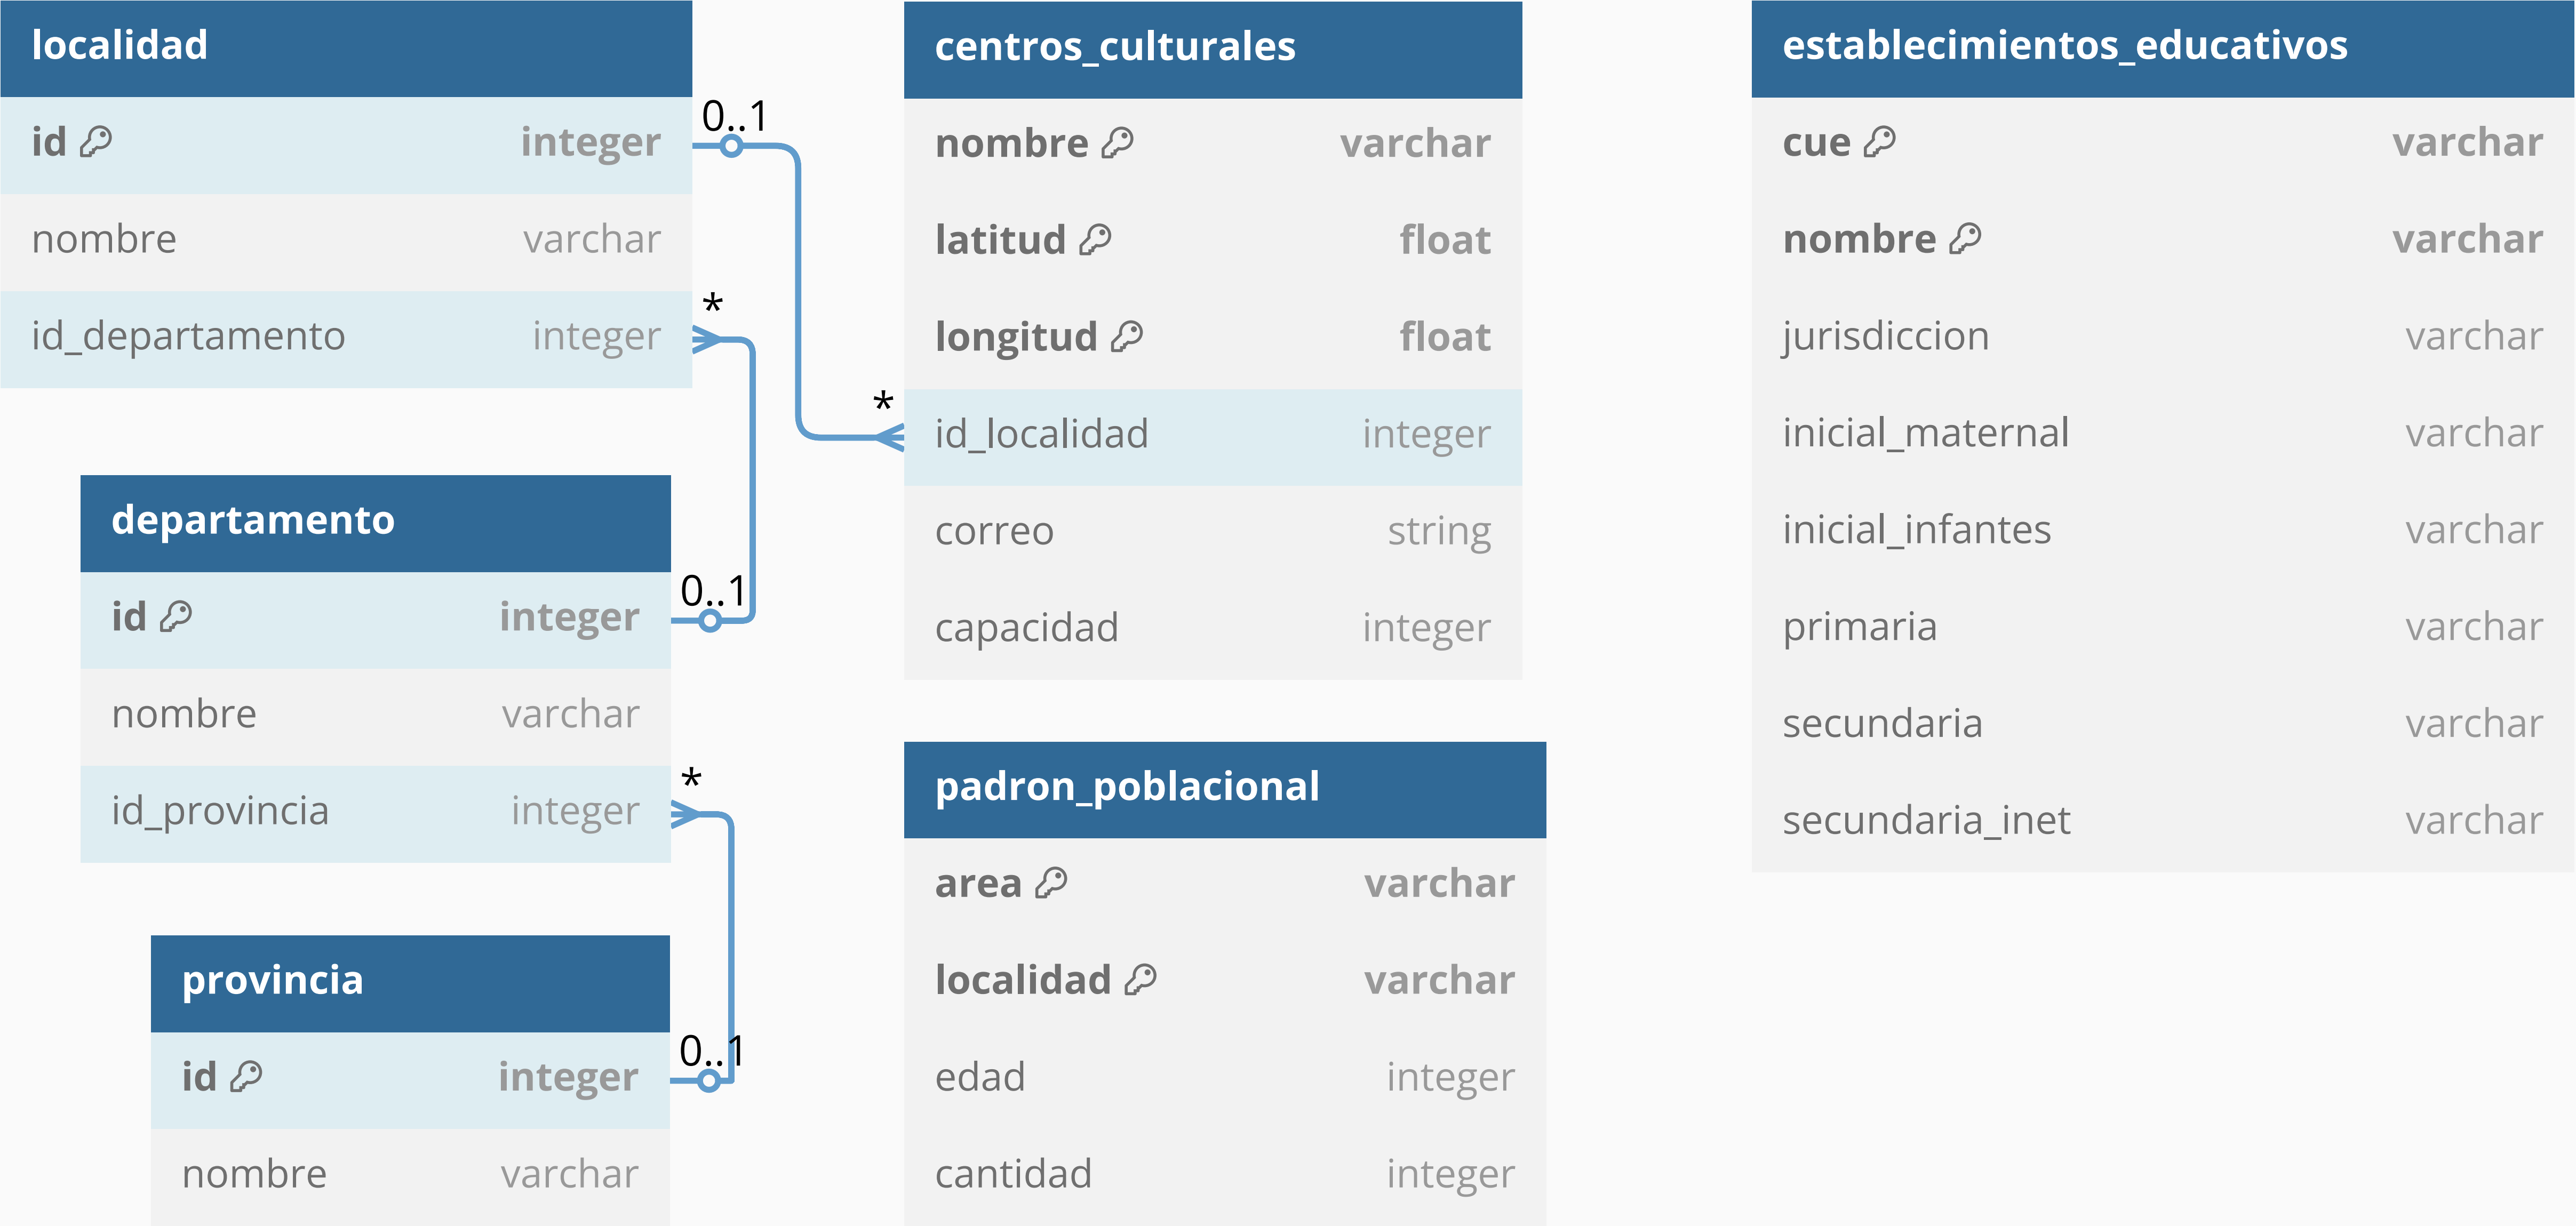 localidad
id integer
nombre varchar
id_departamento integer
0..1
*
departamento
id integer
nombre varchar
id_provincia integer
0..1
*
provincia
id integer
nombre varchar
0..1
centros_culturales
nombre varchar
latitud float
longitud float
*
id_localidad integer
correo string
capacidad integer
padron_poblacional
area varchar
localidad varchar
edad integer
cantidad integer
establecimientos_educativos
cue varchar
nombre varchar
jurisdiccion varchar
inicial_maternal varchar
inicial_infantes varchar
primaria varchar
secundaria varchar
secundaria_inet varchar